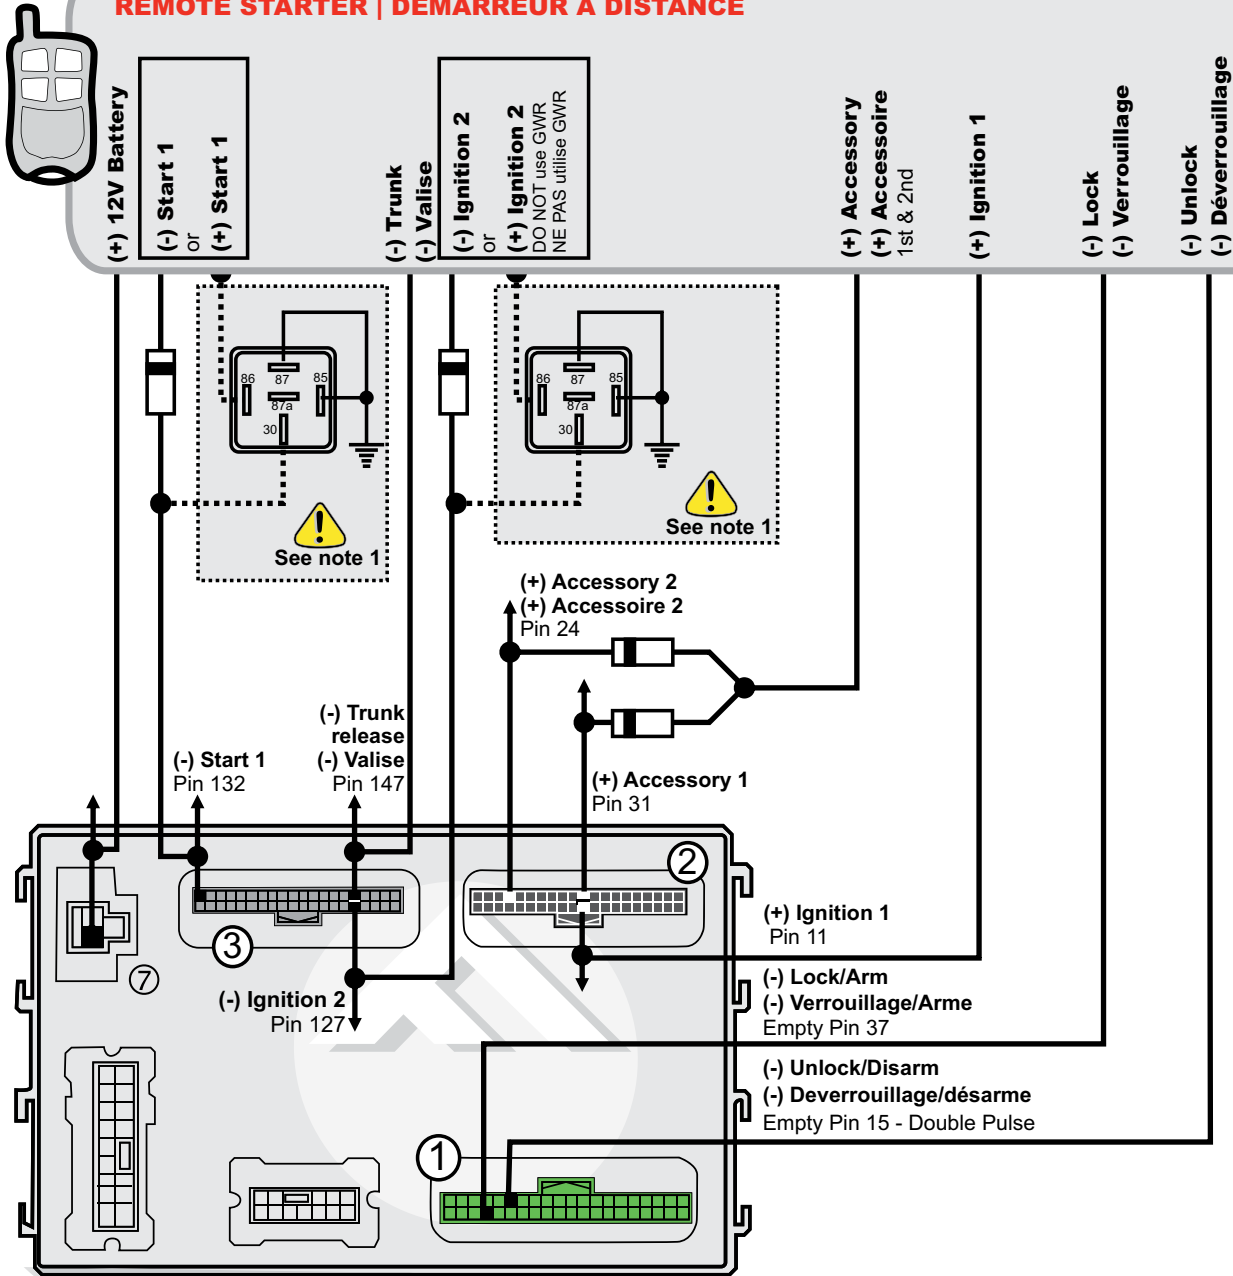 REMOTE STARTER | DÉMARREUR À DISTANCE
(+) 12V Battery
(-) Start 1
or
(+) Start 1
(-) Trunk
(-) Valise
(-) Ignition 2
or
(+) Ignition 2
DO NOT use GWR
NE PAS utilise GWR
(+) Accessory
(+) Accessoire
1st & 2nd
(+) Ignition 1
(-) Lock
(-) Verrouillage
(-) Unlock
(-) Déverrouillage
86
87
85
87a
30
See note 1
86
87
85
87a
30
See note 1
(+) Accessory 2
(+) Accessoire 2
Pin 24
(-) Trunk
release
(-) Valise
Pin 147
(-) Start 1
Pin 132
(+) Accessory 1
Pin 31
2
3
7
(+) Ignition 1
Pin 11
(-) Lock/Arm
(-) Verrouillage/Arme
Empty Pin 37
(-) Ignition 2
Pin 127
(-) Unlock/Disarm
(-) Deverrouillage/désarme
Empty Pin 15 - Double Pulse
1